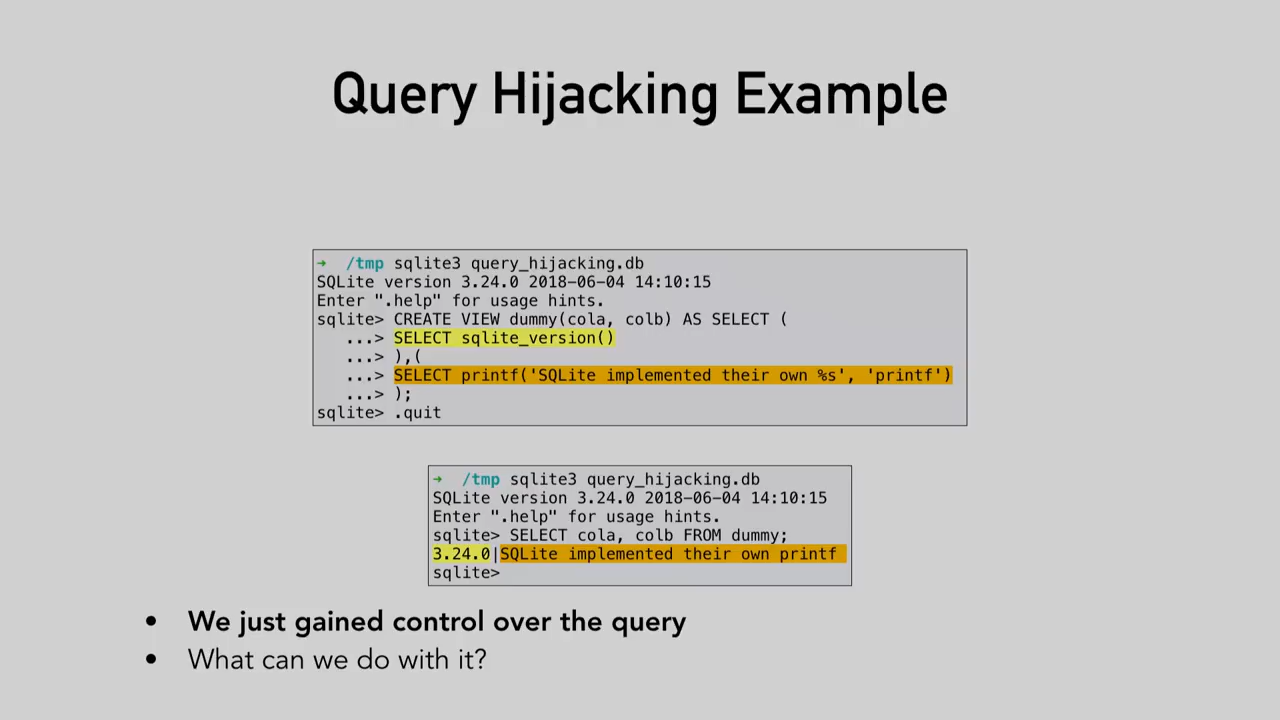 Query Hijacking Example
➜  /tmp sqlite3 query_hijacking.db
SQLite version 3.24.0 2018-06-04 14:10:15
Enter ".help" for usage hints.
sqlite> CREATE VIEW dummy(cola, colb) AS SELECT (
   ...> SELECT sqlite_version()
   ...> ),(
   ...> SELECT printf('SQLite implemented their own %s', 'printf')
   ...> );
sqlite> .quit
➜  /tmp sqlite3 query_hijacking.db
SQLite version 3.24.0 2018-06-04 14:10:15
Enter ".help" for usage hints.
sqlite> SELECT cola, colb FROM dummy;
3.24.0|SQLite implemented their own printf
sqlite>
• We just gained control over the query
• What can we do with it?